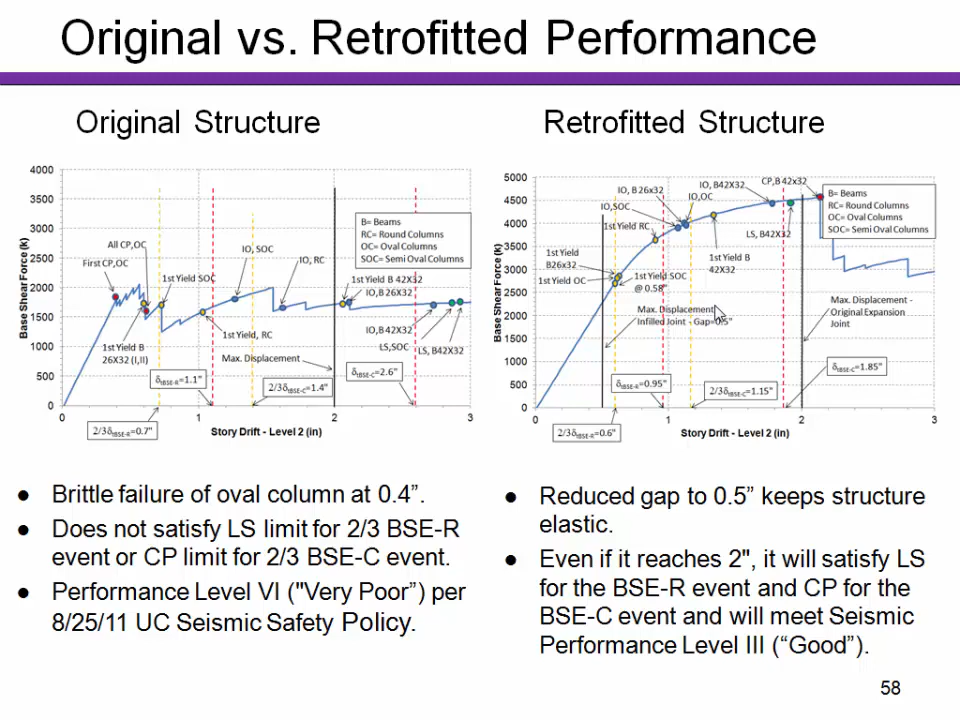 Original vs. Retrofitted Performance
Original Structure
Base Shear Force (k)
4000
3500
3000
2500
2000
1500
1000
500
0
0
1
2
3
Story Drift - Level 2 (in)
B= Beams
RC= Round Columns
OC= Oval Columns
SOC= Semi Oval Columns
All CP,OC
First CP,OC
1st Yield SOC
IO, SOC
IO, RC
1st Yield B 42X32
IO,B 26X32
1st Yield B
26X32 (I,II)
1st Yield, RC
Max. Displacement
IO,B 42X32
LS,SOC
LS, B42X32
δtBSE-R=1.1"
2/3δtBSE-C=1.4"
δtBSE-C=2.6"
2/3δtBSE-R=0.7"
● Brittle failure of oval column at 0.4”.
● Does not satisfy LS limit for 2/3 BSE-R
event or CP limit for 2/3 BSE-C event.
● Performance Level VI ("Very Poor”) per
8/25/11 UC Seismic Safety Policy.
Retrofitted Structure
Base Shear Force (k)
5000
4500
4000
3500
3000
2500
2000
1500
1000
500
0
0
1
2
3
Story Drift - Level 2 (in)
CP,B 42x32
IO, B42X32
IO, B 26x32
IO,OC
IO,SOC
1st Yield RC
B= Beams
RC= Round Columns
OC= Oval Columns
SOC= Semi Oval Columns
LS, B42X32
1st Yield
B26x32
1st Yield OC
1st Yield SOC
@ 0.58"
1st Yield B
42X32
Max. Displacement
Infilled Joint - Gap=0.5"
Max. Displacement -
Original Expansion
Joint
δtBSE-R=0.95"
2/3δtBSE-C=1.15"
δtBSE-C=1.85"
2/3δtBSE-R=0.6"
● Reduced gap to 0.5” keeps structure
elastic.
● Even if it reaches 2", it will satisfy LS
for the BSE-R event and CP for the
BSE-C event and will meet Seismic
Performance Level III (“Good”).
58